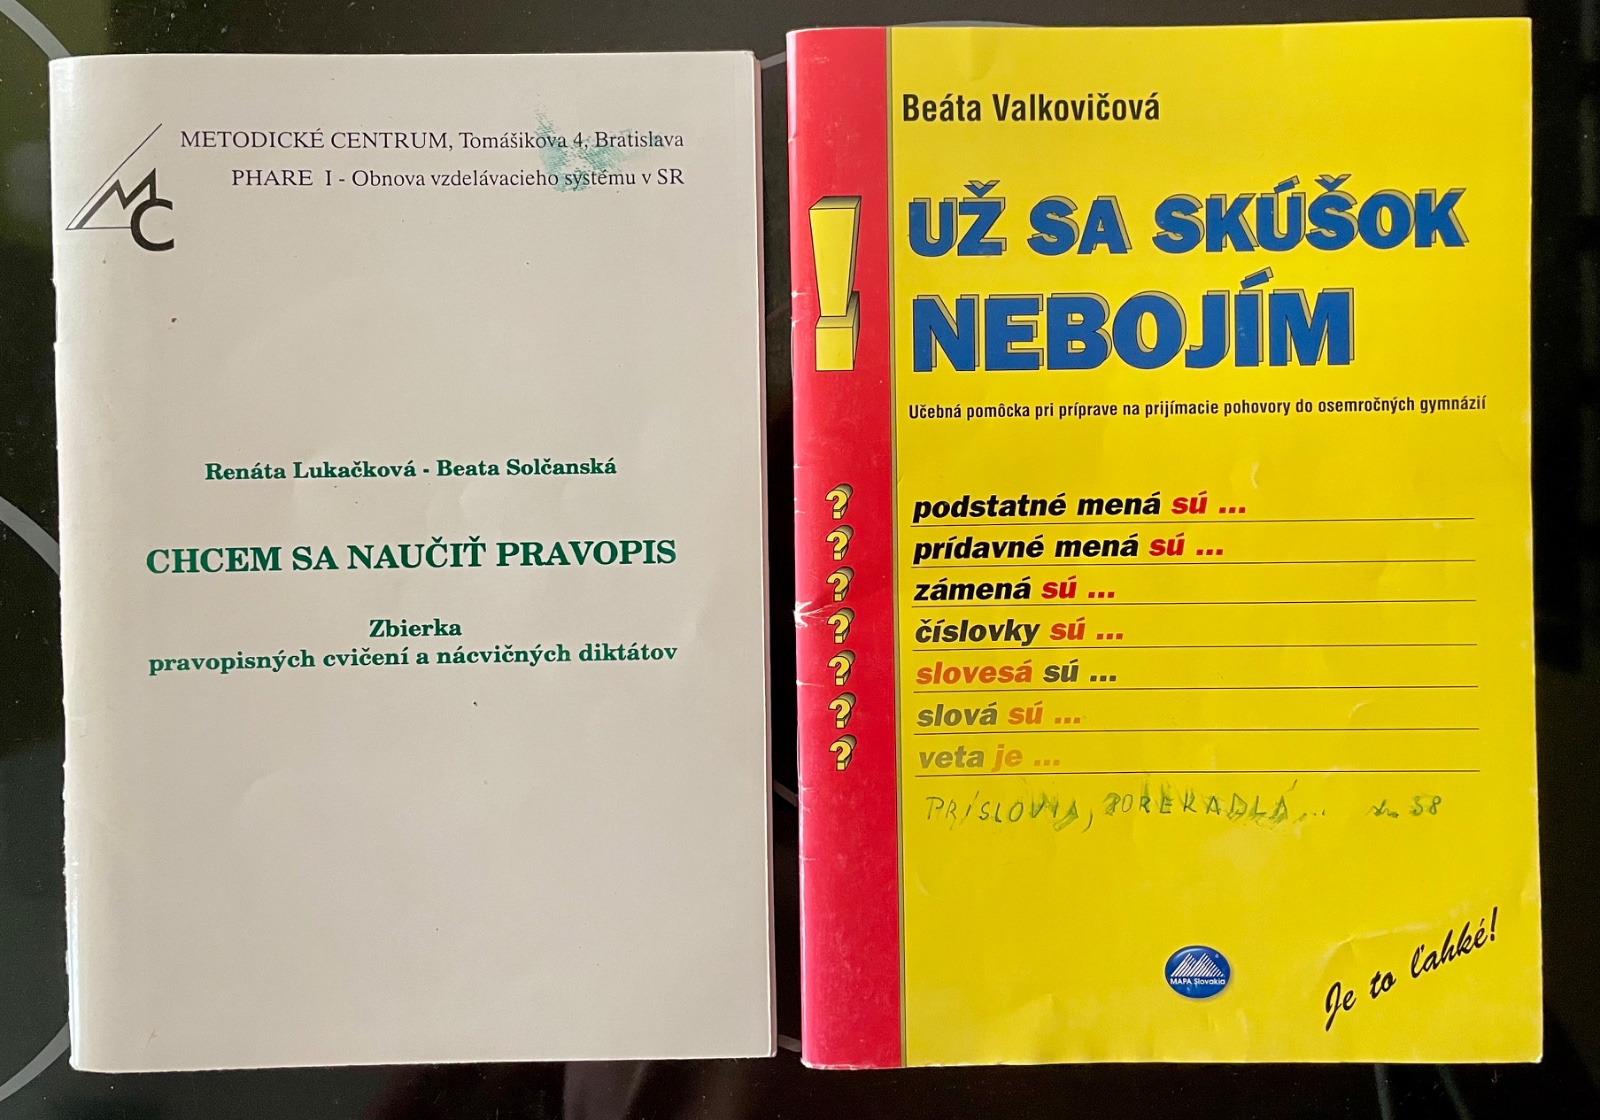 MC
METODICKÉ CENTRUM, Tomášikova 4, Bratislava
PHARE I - Obnova vzdelávacieho systému v SR
Renáta Lukačková - Beata Solčanská
CHCEM SA NAUČIŤ PRAVOPIS
Zbierka
pravopisných cvičení a nácvičných diktátov
Beáta Valkovičová
! UŽ SA SKÚŠOK
NEBOJÍM
Učebná pomôcka pri príprave na prijímacie pohovory do osemročných gymnázií
? podstatné mená sú ...
? prídavné mená sú ...
? zámená sú ...
? číslovky sú ...
? slovesá sú ...
? slová sú ...
? veta je ...
PRÍSLOVIA, POREKADLÁ... 58
MAPA Slovakia
Je to ľahké!